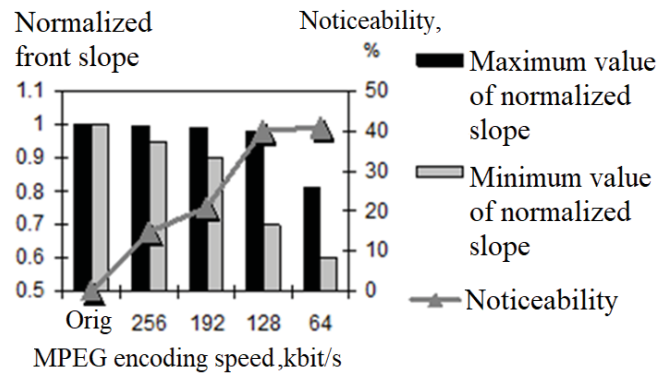 Normalized
front slope
Noticeability,
%
1.1
1
0.9
0.8
0.7
0.6
0.5
50
40
30
20
10
0
Orig 256 192 128 64
MPEG encoding speed,kbit/s
Maximum value
of normalized
slope
Minimum value
of normalized
slope
Noticeability